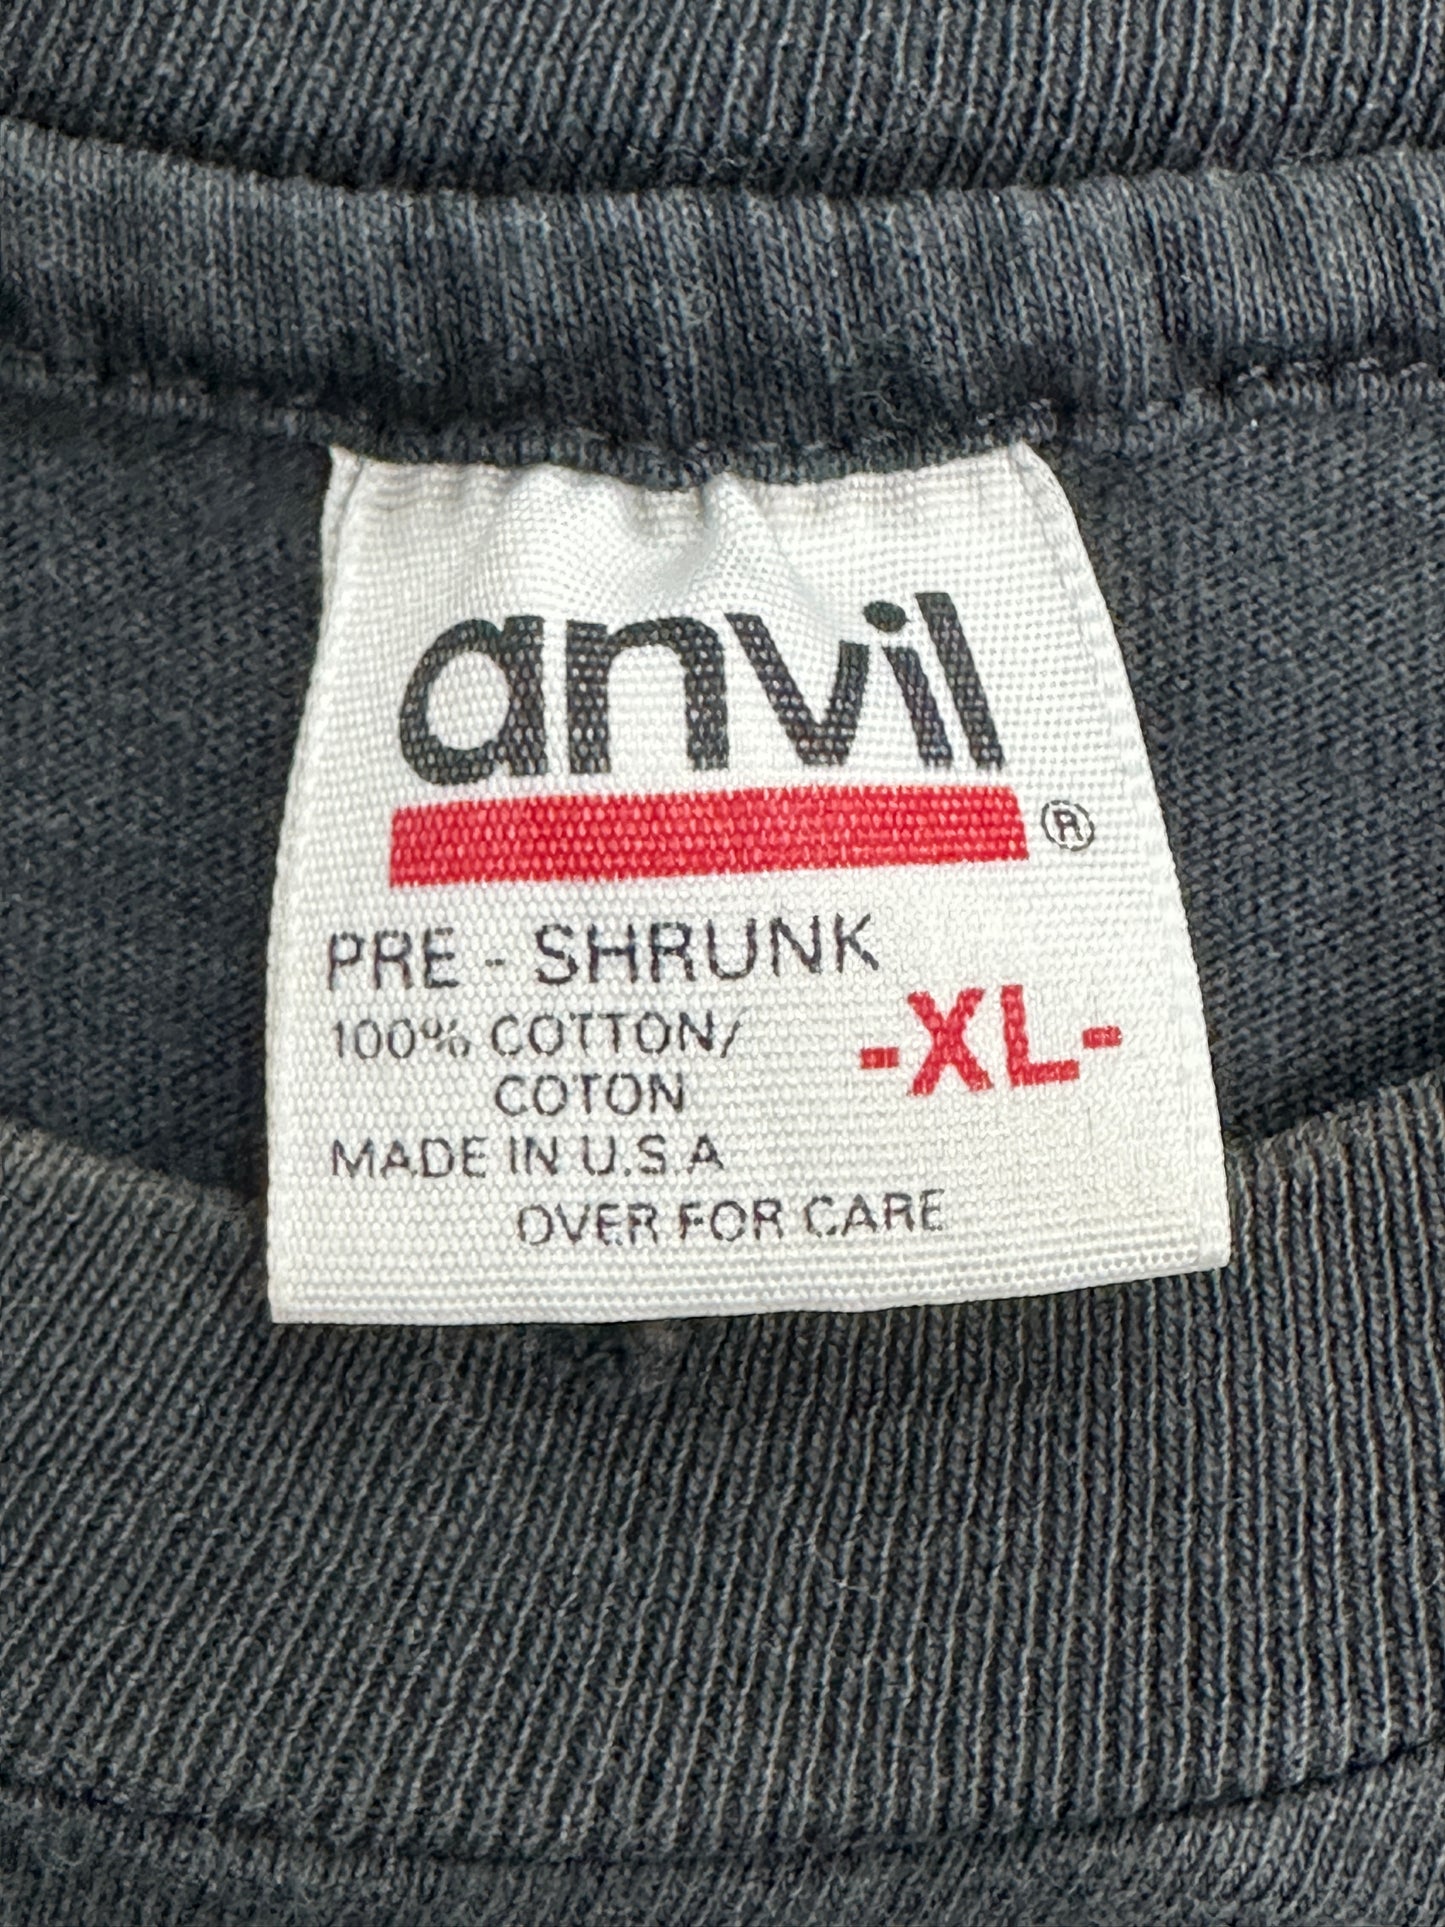 anvil
®
PRE - SHRUNK
100% COTTON/
COTON
-XL-
MADE IN U.S.A
OVER FOR CARE